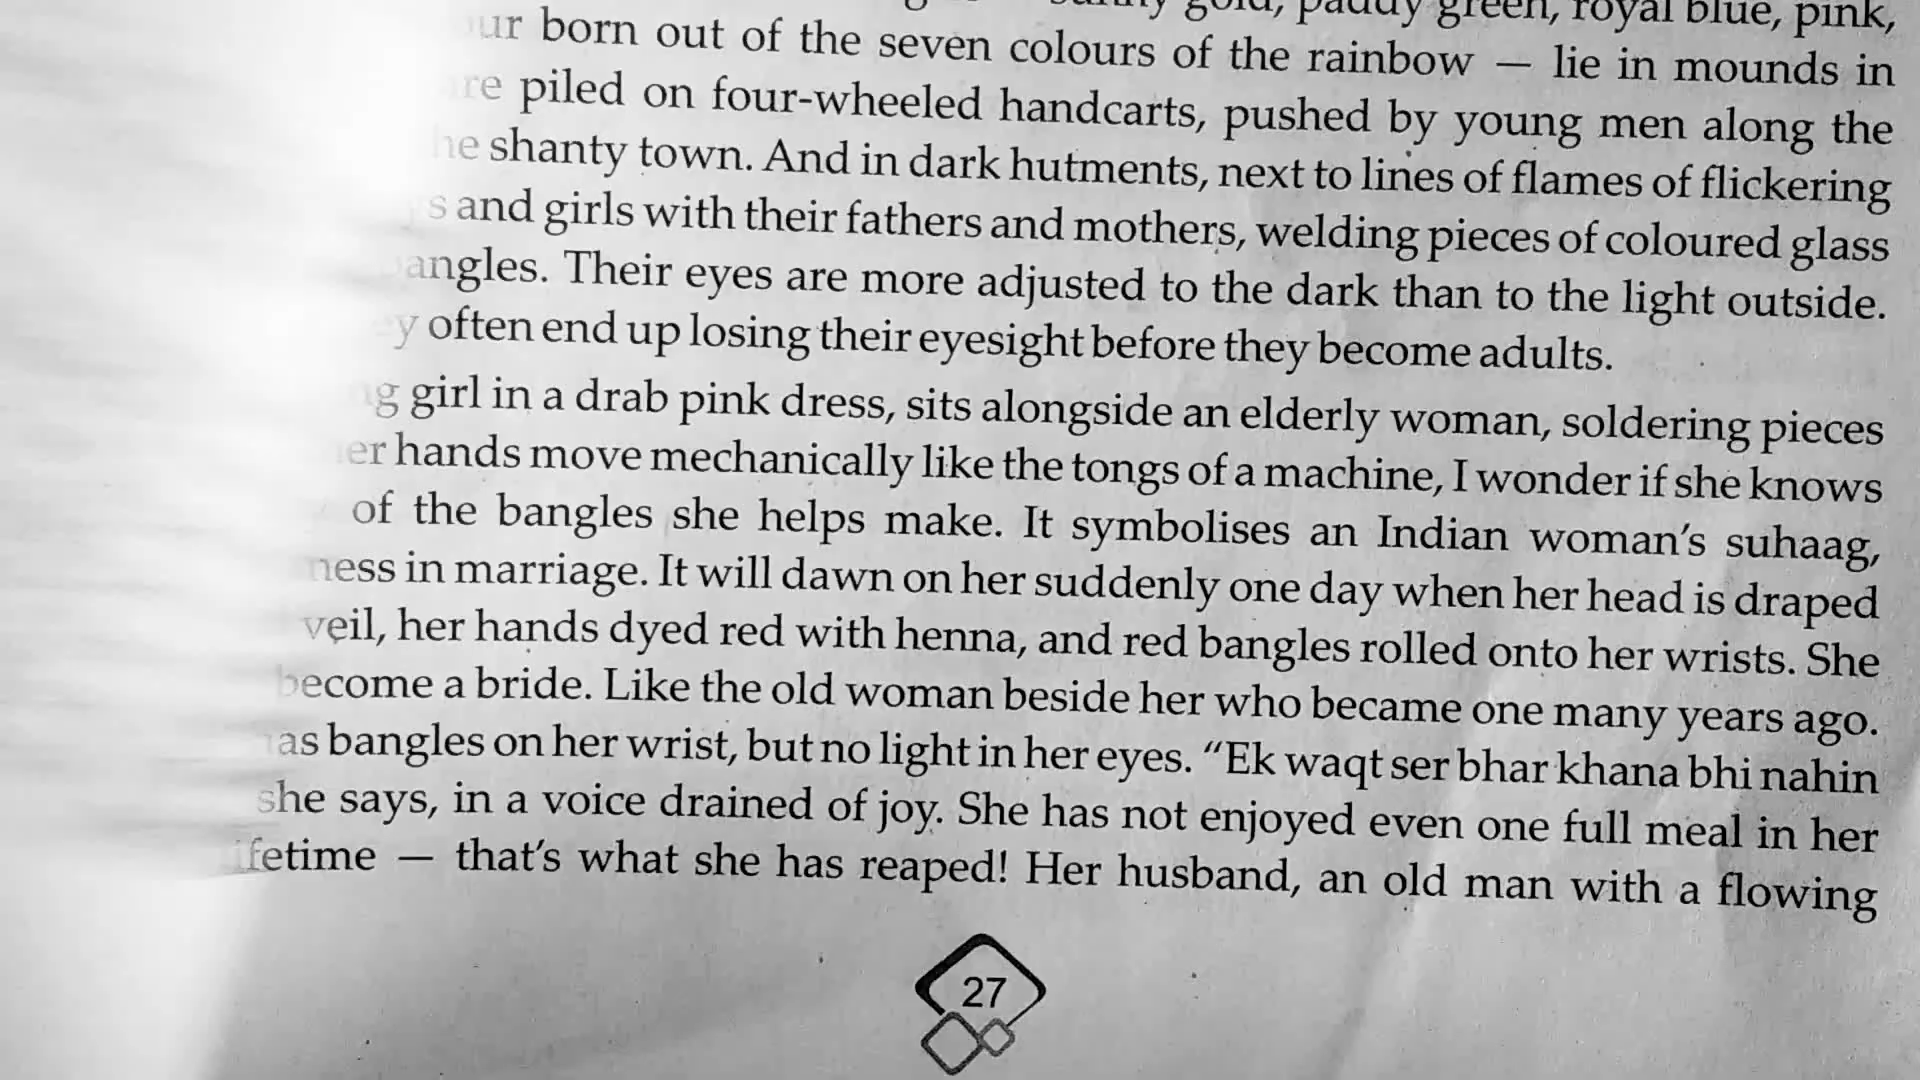 sunny gold, paddy green, royal blue, pink,
born out of the seven colours of the rainbow — lie in mounds in
piled on four-wheeled handcarts, pushed by young men along the
shanty town. And in dark hutments, next to lines of flames of flickering
and girls with their fathers and mothers, welding pieces of coloured glass
angles. Their eyes are more adjusted to the dark than to the light outside.
y often end up losing their eyesight before they become adults.
g girl in a drab pink dress, sits alongside an elderly woman, soldering pieces
er hands move mechanically like the tongs of a machine, I wonder if she knows
of the bangles she helps make. It symbolises an Indian woman's suhaag,
ness in marriage. It will dawn on her suddenly one day when her head is draped
veil, her hands dyed red with henna, and red bangles rolled onto her wrists. She
become a bride. Like the old woman beside her who became one many years ago.
as bangles on her wrist, but no light in her eyes. “Ek waqt ser bhar khana bhi nahin
she says, in a voice drained of joy. She has not enjoyed even one full meal in her
fetime — that's what she has reaped! Her husband, an old man with a flowing
27